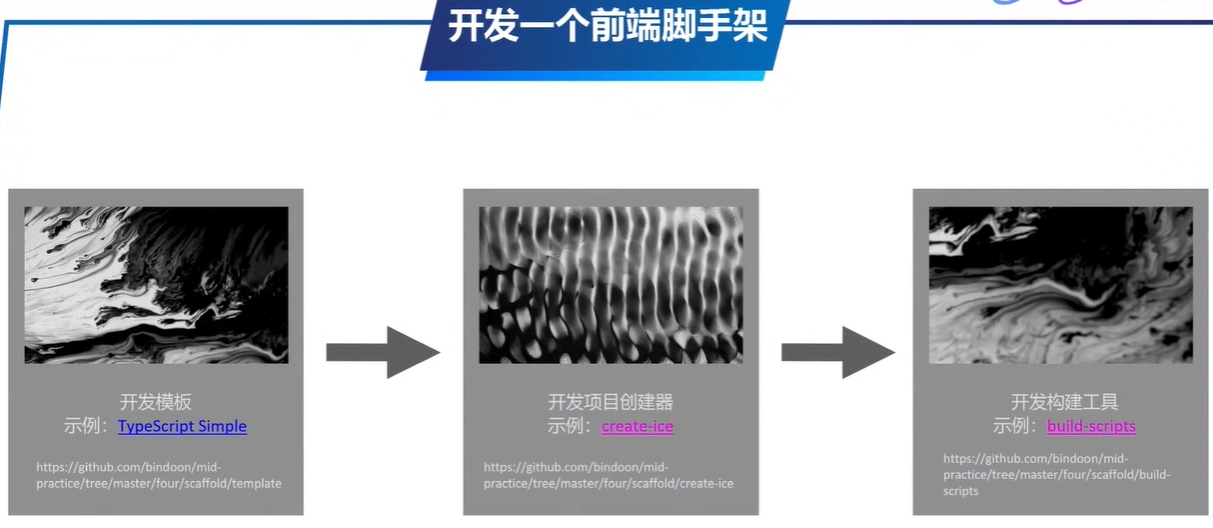 开发一个前端脚手架
开发模板
示例：TypeScript Simple
https://github.com/bindoon/mid-
practice/tree/master/four/scaffold/template
开发项目创建器
示例：create-ice
https://github.com/bindoon/mid-
practice/tree/master/four/scaffold/create-ice
开发构建工具
示例：build-scripts
https://github.com/bindoon/mid-
practice/tree/master/four/scaffold/build-
scripts